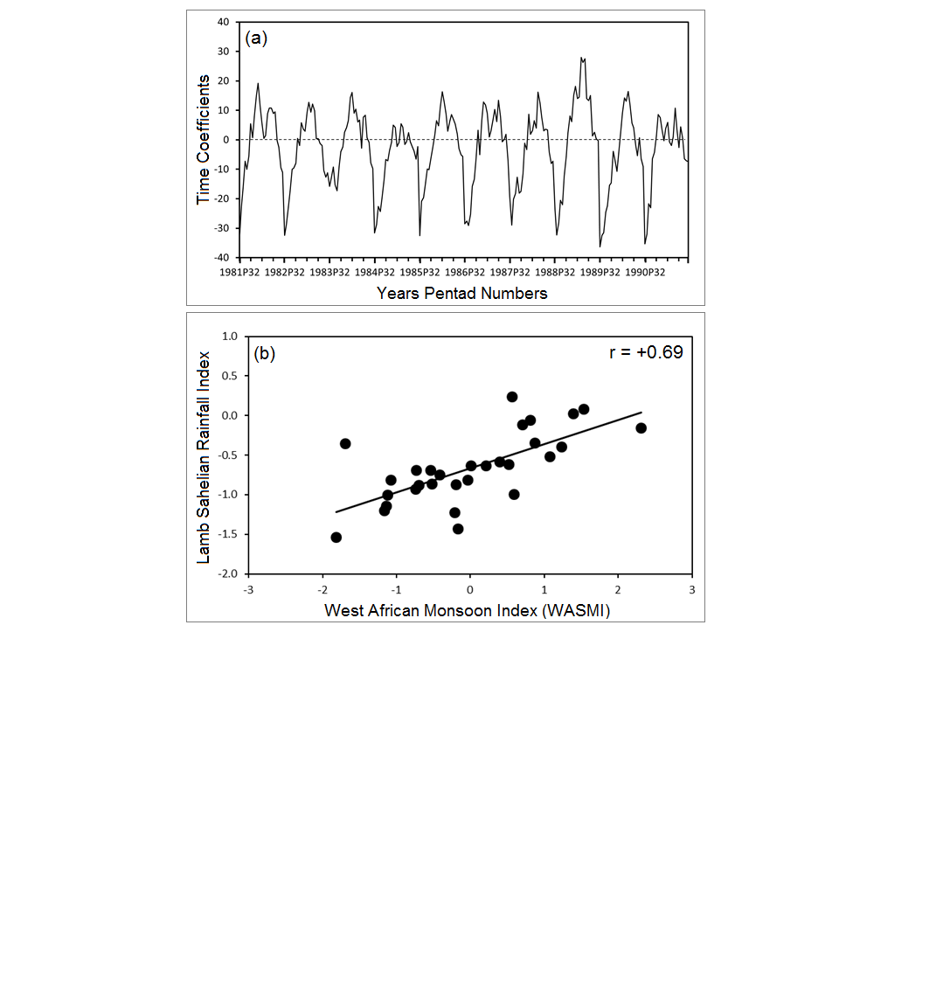 (a)
40
30
20
10
0
-10
-20
-30
-40
Time Coefficients
1981P32 1982P32 1983P32 1984P32 1985P32 1986P32 1987P32 1988P32 1989P32 1990P32
Years Pentad Numbers
(b)
r = +0.69
1.0
0.5
0.0
-0.5
-1.0
-1.5
-2.0
Lamb Sahelian Rainfall Index
-3 -2 -1 0 1 2 3
West African Monsoon Index (WASMI)